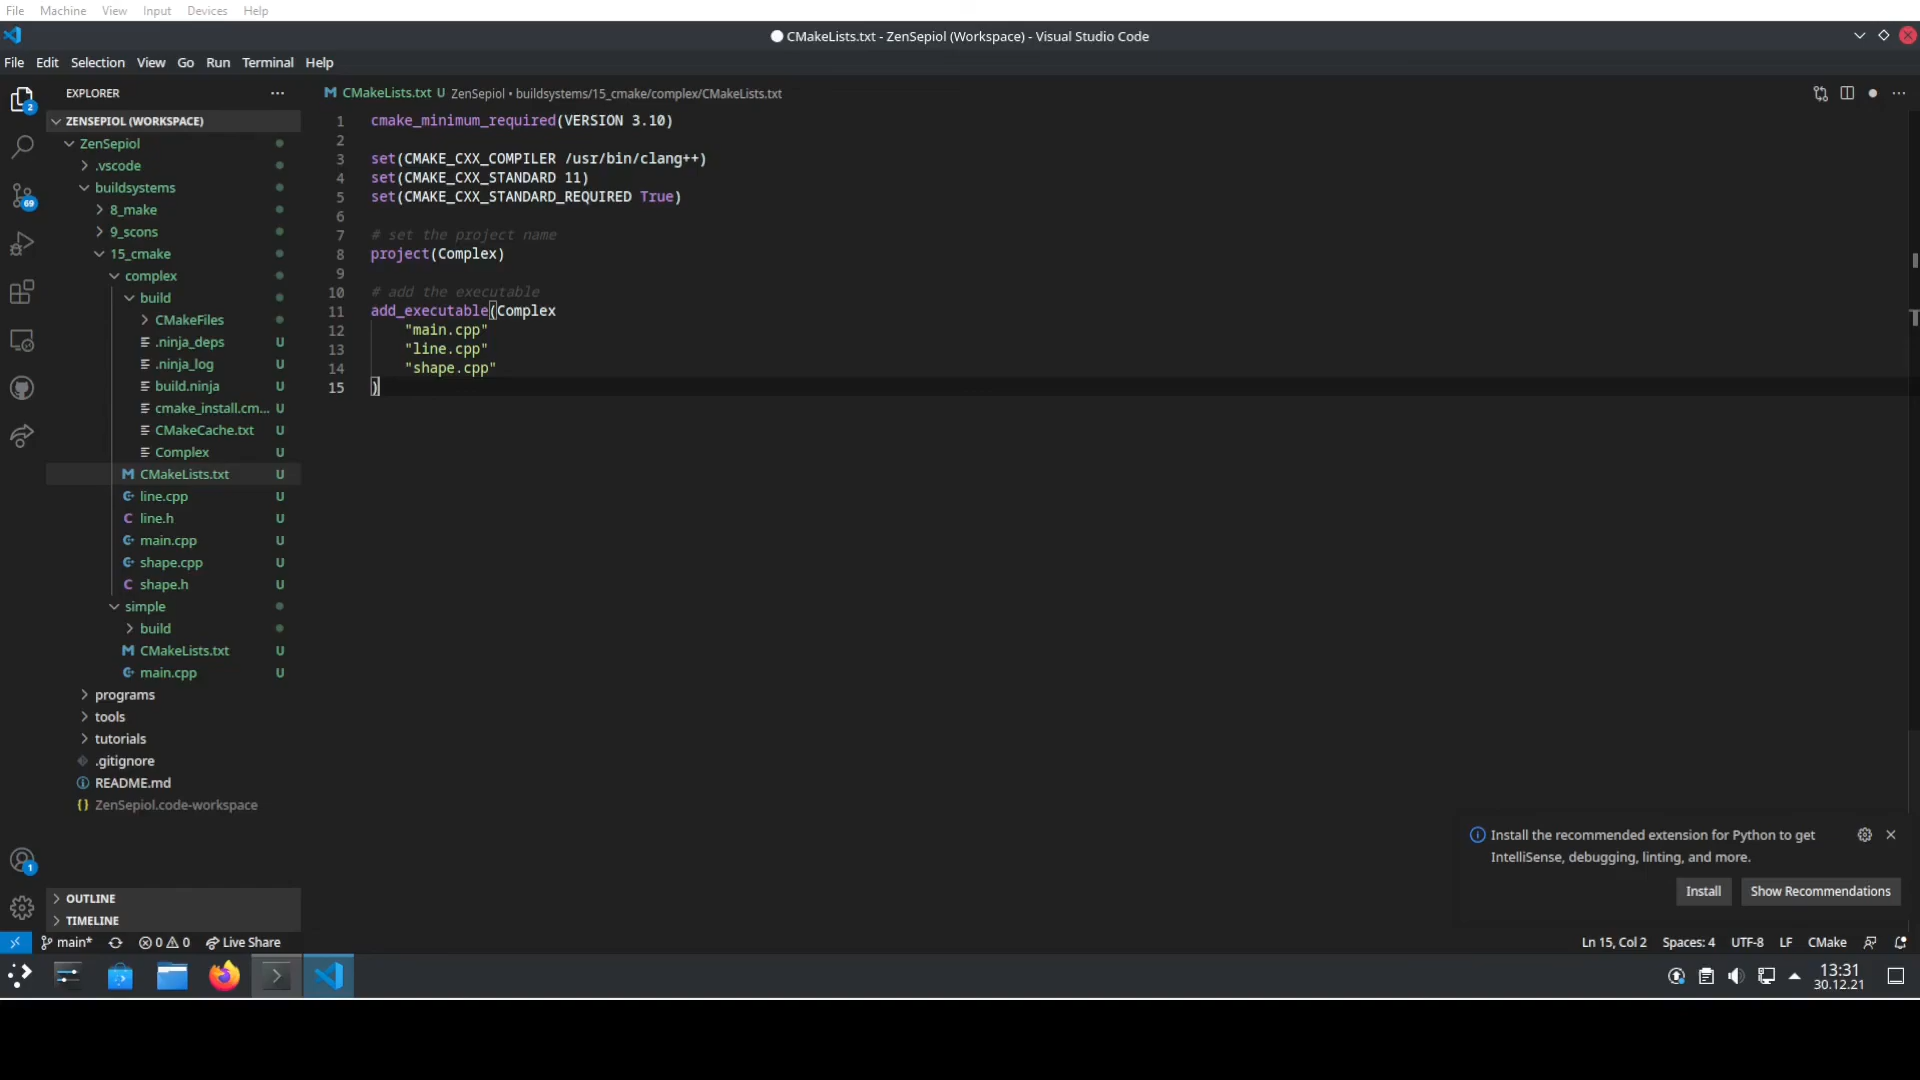 File Machine View Input Devices Help
CMakeLists.txt - ZenSepiol (Workspace) - Visual Studio Code
File Edit Selection View Go Run Terminal Help
EXPLORER
CMakeLists.txt U ZenSepiol • buildsystems/15_cmake/complex/CMakeLists.txt
ZENSEPIOL (WORKSPACE)
ZenSepiol
.vscode
buildsystems
8_make
9_scons
15_cmake
complex
build
CMakeFiles
.ninja_deps U
.ninja_log U
build.ninja U
cmake_install.cm... U
CMakeCache.txt U
Complex U
CMakeLists.txt U
line.cpp U
line.h U
main.cpp U
shape.cpp U
shape.h U
simple
build
CMakeLists.txt U
main.cpp U
programs
tools
tutorials
.gitignore
README.md
ZenSepiol.code-workspace
OUTLINE
TIMELINE
2
69
1
1 cmake_minimum_required(VERSION 3.10)
2
3 set(CMAKE_CXX_COMPILER /usr/bin/clang++)
4 set(CMAKE_CXX_STANDARD 11)
5 set(CMAKE_CXX_STANDARD_REQUIRED True)
6
7 # set the project name
8 project(Complex)
9
10 # add the executable
11 add_executable(Complex
12 "main.cpp"
13 "line.cpp"
14 "shape.cpp"
15 )
Install the recommended extension for Python to get
IntelliSense, debugging, linting, and more.
Install Show Recommendations
main* 0 0 Live Share Ln 15, Col 2 Spaces: 4 UTF-8 LF CMake
13:31
30.12.21